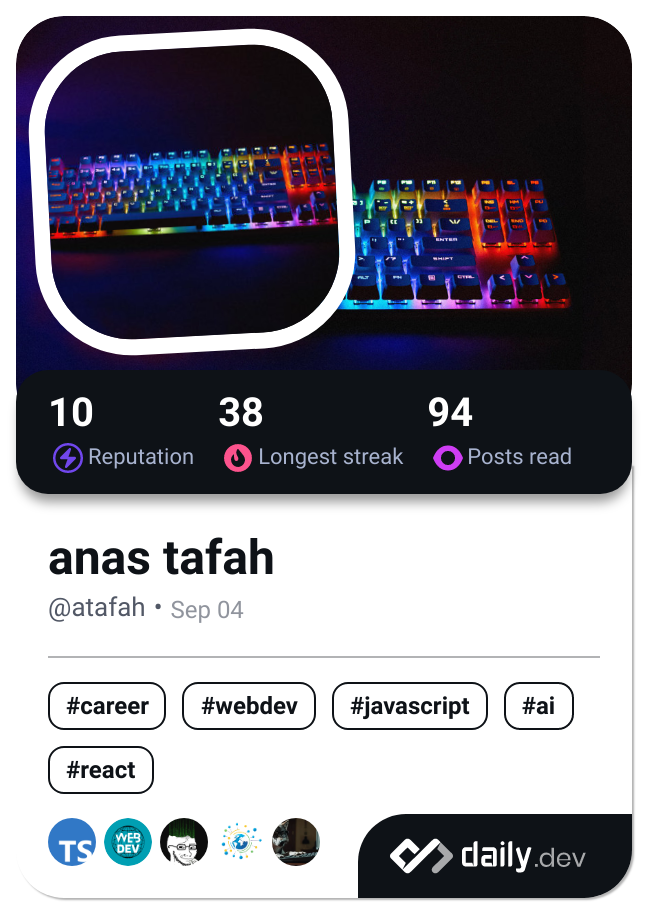 10 38 94
Reputation Longest streak Posts read
anas tafah
@atafah • Sep 04
#career #webdev #javascript #ai
#react
TS WEB DEV
daily.dev